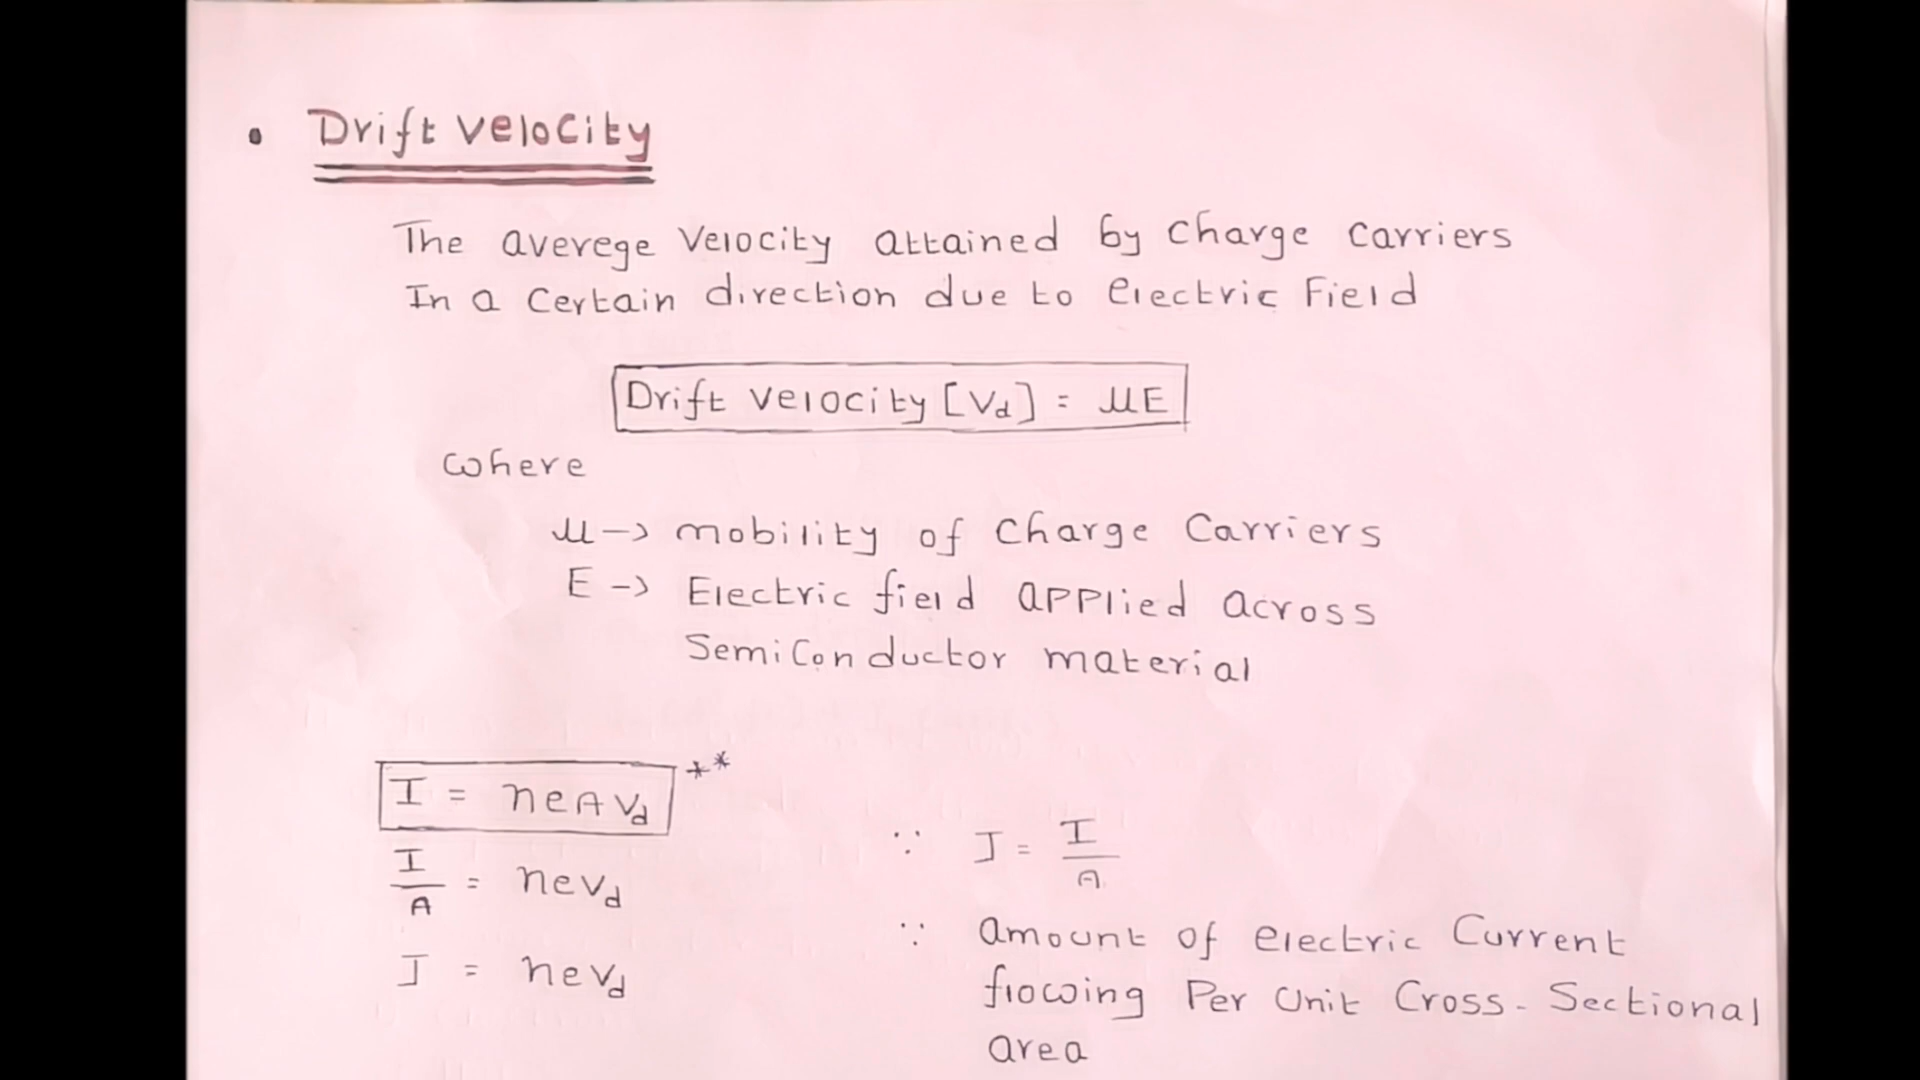 • Drift velocity
The averege velocity attained by charge carriers
In a certain direction due to electric field
Drift velocity [Vd] = μE
where
μ -> mobility of charge carriers
E -> Electric field applied across
semiconductor material
I = neAVd **
I/A = neVd
∵ J = I/A
J = neVd
∵ amount of electric current
flowing per unit cross-sectional
area